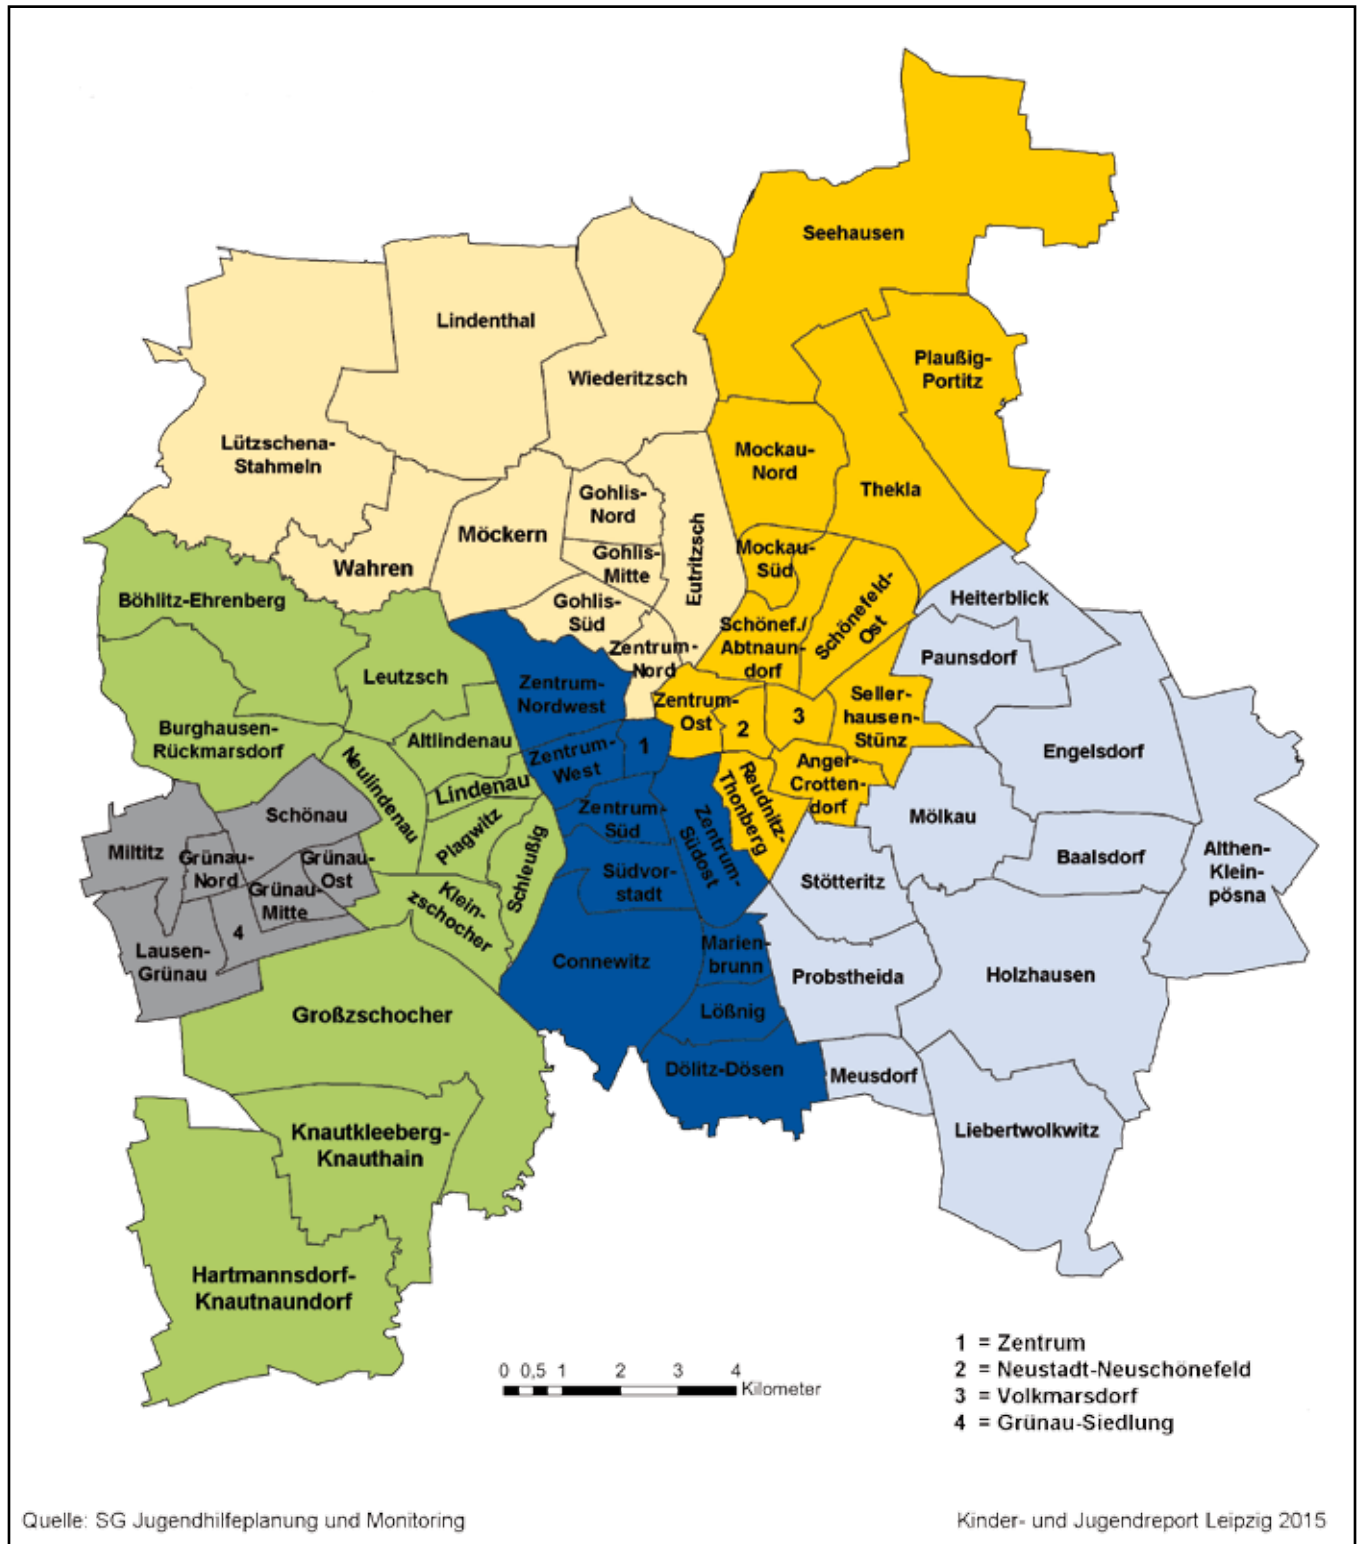 Seehausen
Lindenthal
Wiederitzsch
Plaußig-
Portitz
Lützschena-
Stahmeln
Mockau-
Nord
Thekla
Gohlis-
Nord
Möckern
Eutritzsch
Gohlis-
Mitte
Mockau-
Süd
Wahren
Böhlitz-Ehrenberg
Gohlis-
Süd
Schönefeld-
Ost
Heiterblick
Schönef./
Abtnaun-
dorf
Zentrum-
Nord
Paunsdorf
Leutzsch
Zentrum-
Nordwest
Zentrum-
Ost
2
3
Seller-
hausen-
Stünz
Burghausen-
Rückmarsdorf
Altlindenau
Zentrum-
West
1
Engelsdorf
Neulindenau
Lindenau
Anger-
Crotten-
dorf
Reudnitz-
Thonberg
Schönau
Plagwitz
Zentrum-
Süd
Zentrum-
Südost
Mölkau
Miltitz
Grünau-
Nord
Grünau-
Ost
Schleußig
Baalsdorf
Althen-
Klein-
pösna
Grünau-
Mitte
Südvor-
stadt
Stötteritz
Klein-
zschocher
4
Lausen-
Grünau
Connewitz
Marien-
brunn
Probstheida
Holzhausen
Großzschocher
Lößnig
Dölitz-Dösen
Meusdorf
Knautkleeberg-
Knauthain
Liebertwolkwitz
Hartmannsdorf-
Knautnaundorf
0 0,5 1 2 3 4
Kilometer
1 = Zentrum
2 = Neustadt-Neuschönefeld
3 = Volkmarsdorf
4 = Grünau-Siedlung
Quelle: SG Jugendhilfeplanung und Monitoring
Kinder- und Jugendreport Leipzig 2015